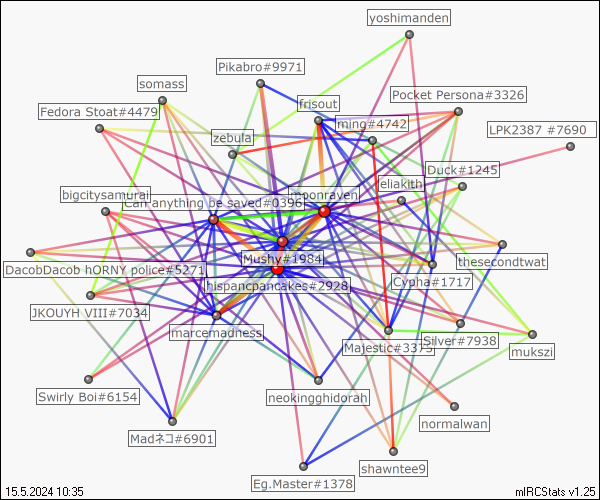 yoshimanden
Pikabro#9971
somass
Pocket Persona#3326
frisout
Fedora Stoat#4479
ming#4742
LPK2387 #7690
zebulal
Duck#1245
eliakith
bigcitysamurai
moonraven
Can anything be saved#0396
thesecondtwat
Mushy#1984
DacobDacob hORNY police#5271
Cypha#1717
hispancpancakes#2928
JKOUYH VIII#7034
marcemadness
Silver#7938
Majestic#3375
mukszi
Swirly Boi#6154
neokingghidorah
normalwan
Madネコ#6901
shawntee9
Eg.Master#1378
15.5.2024 10:35
mIRCStats v1.25